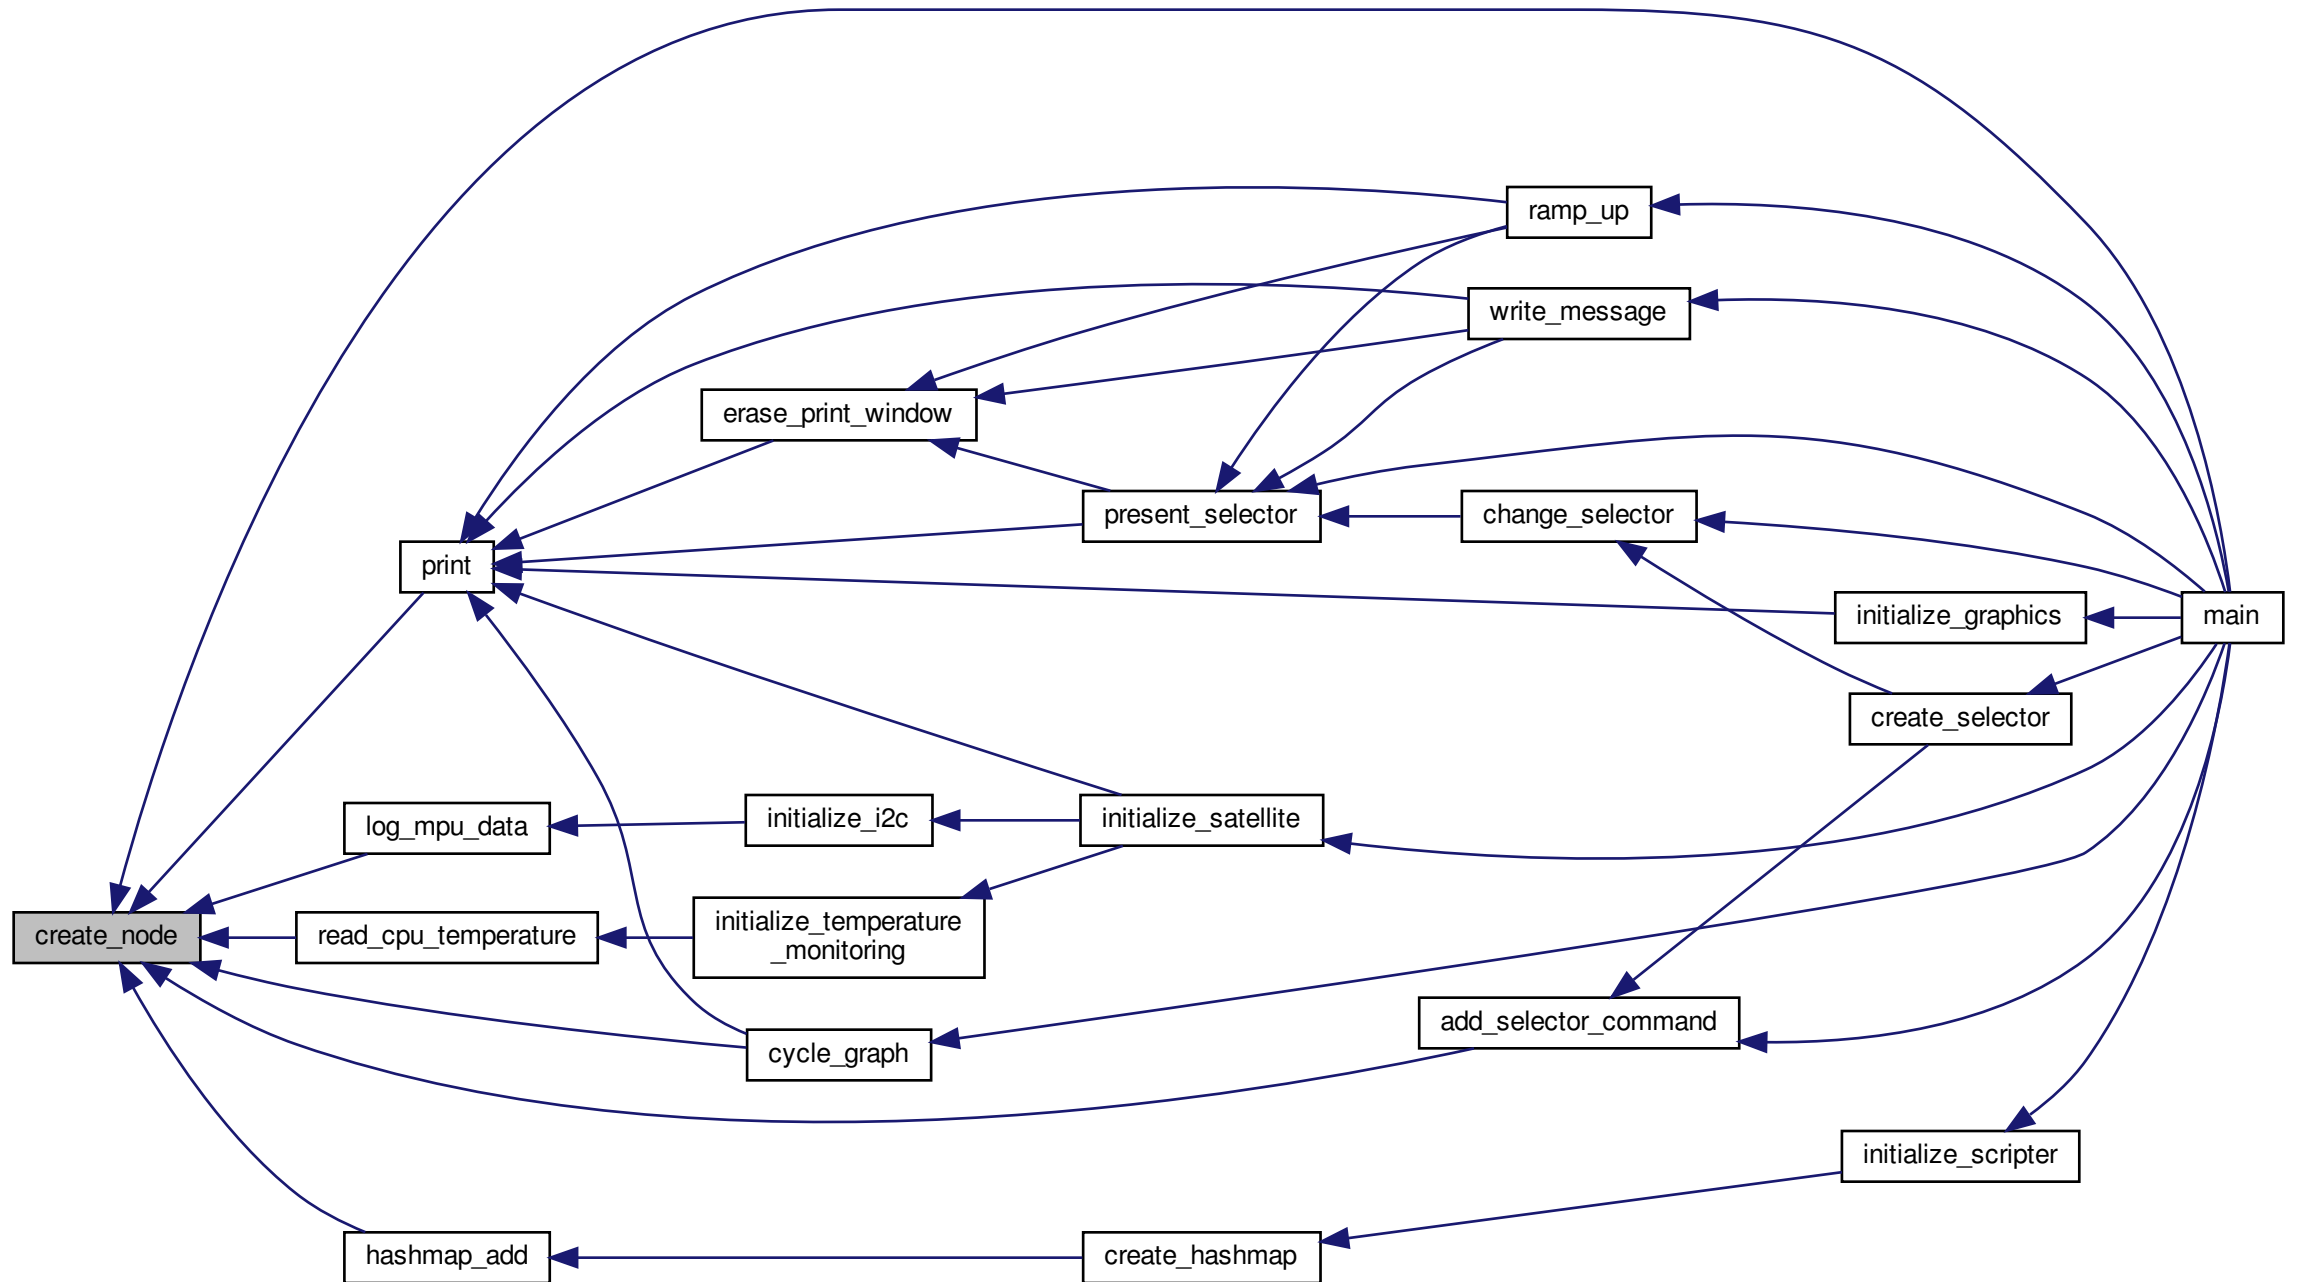 ramp_up
write_message
erase_print_window
present_selector
change_selector
print
initialize_graphics
main
create_selector
log_mpu_data
initialize_i2c
initialize_satellite
create_node
read_cpu_temperature
initialize_temperature
_monitoring
add_selector_command
cycle_graph
initialize_scripter
hashmap_add
create_hashmap